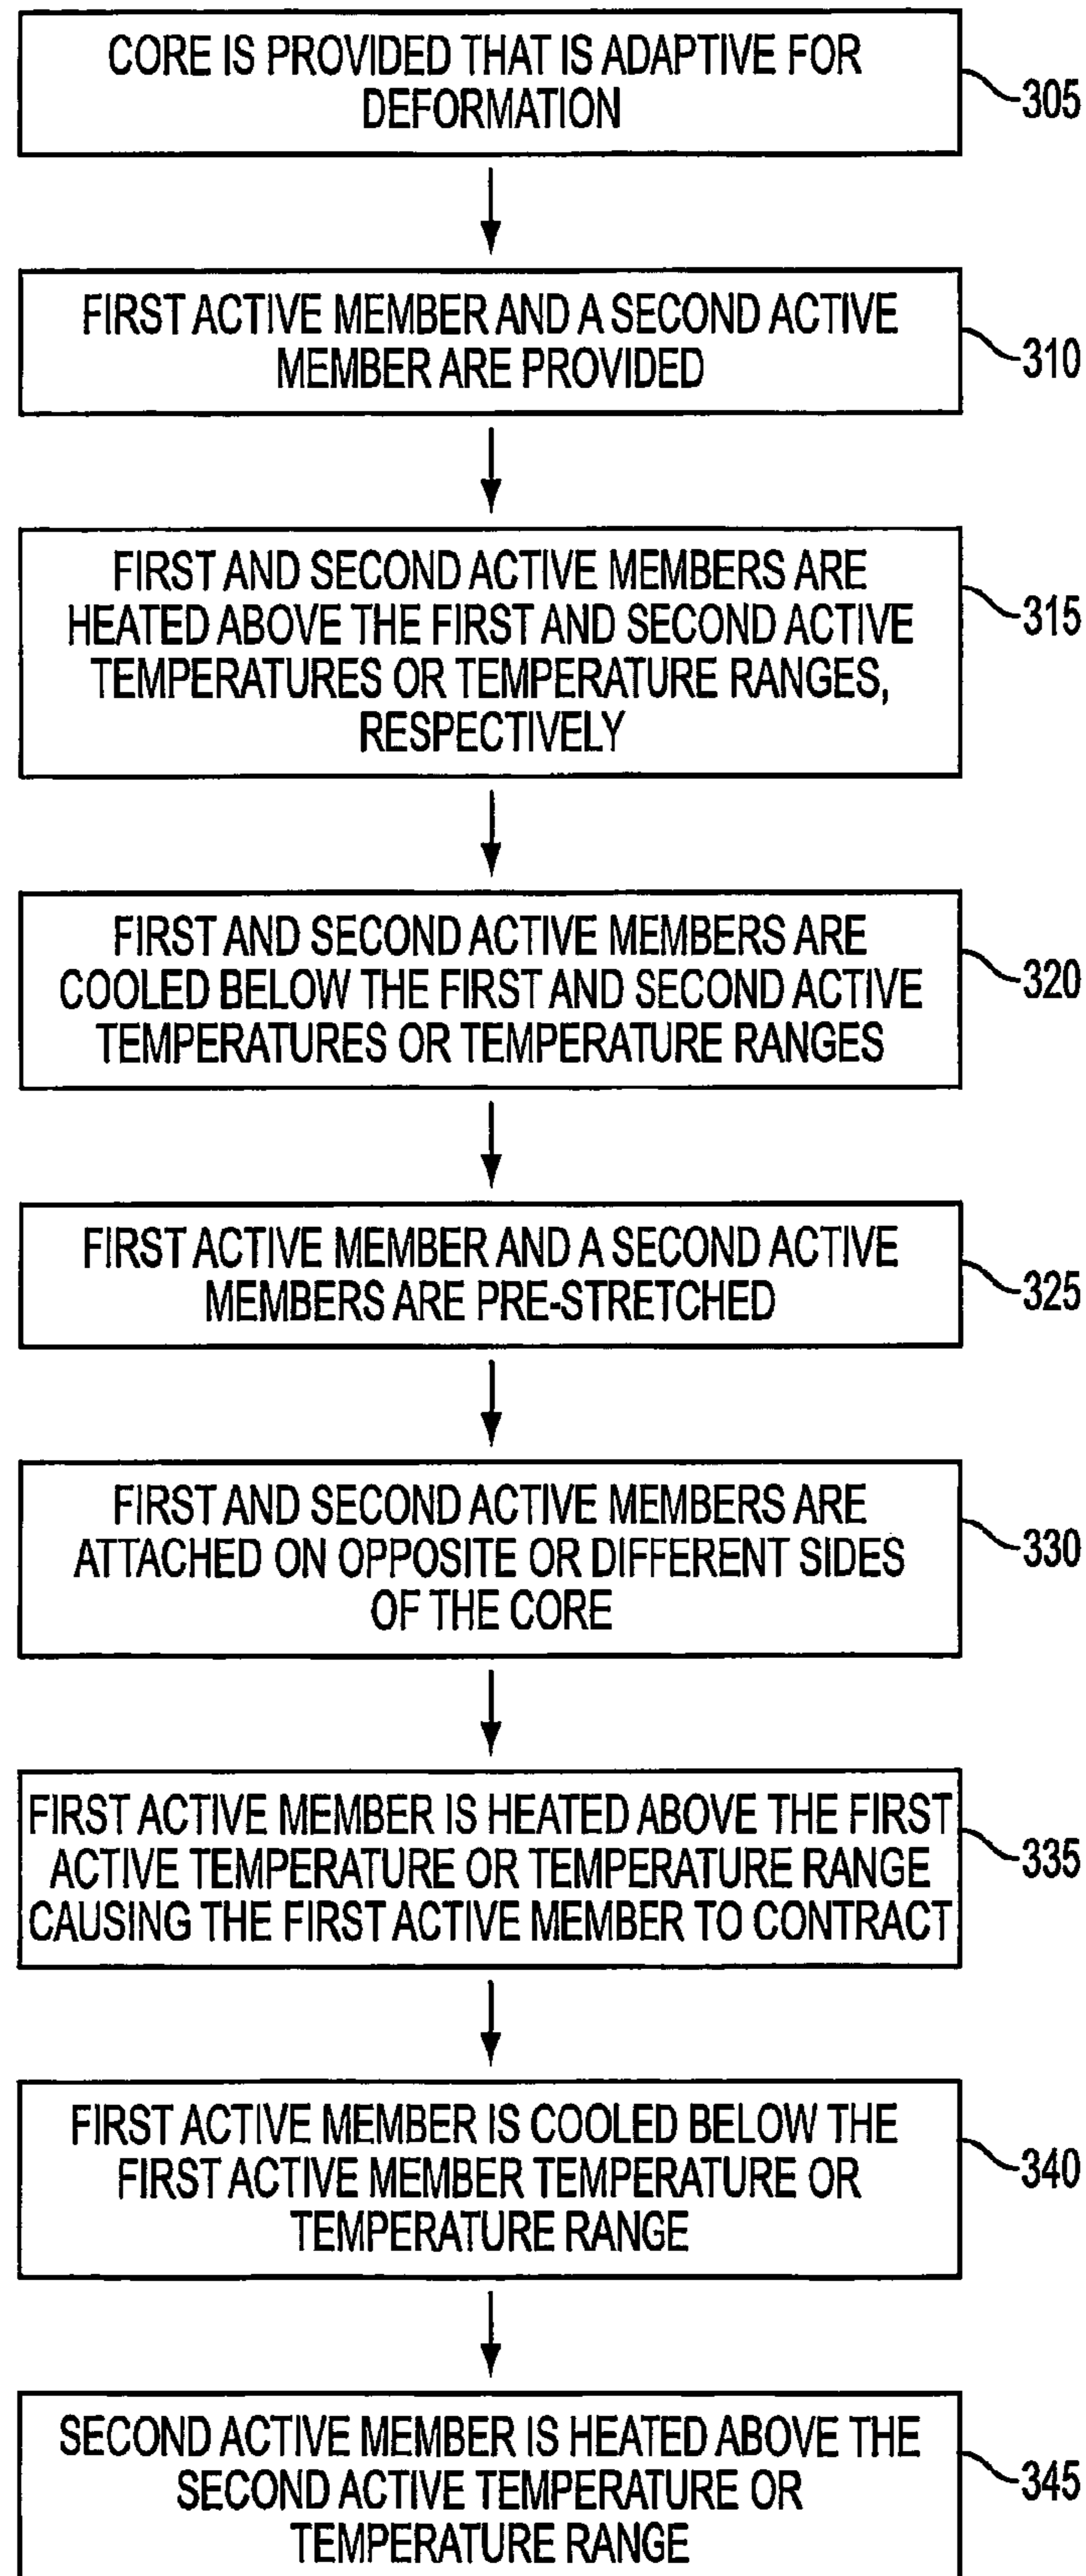 CORE IS PROVIDED THAT IS ADAPTIVE FOR
DEFORMATION
305
FIRST ACTIVE MEMBER AND A SECOND ACTIVE
MEMBER ARE PROVIDED
310
FIRST AND SECOND ACTIVE MEMBERS ARE
HEATED ABOVE THE FIRST AND SECOND ACTIVE
TEMPERATURES OR TEMPERATURE RANGES,
RESPECTIVELY
315
FIRST AND SECOND ACTIVE MEMBERS ARE
COOLED BELOW THE FIRST AND SECOND ACTIVE
TEMPERATURES OR TEMPERATURE RANGES
320
FIRST ACTIVE MEMBER AND A SECOND ACTIVE
MEMBERS ARE PRE-STRETCHED
325
FIRST AND SECOND ACTIVE MEMBERS ARE
ATTACHED ON OPPOSITE OR DIFFERENT SIDES
OF THE CORE
330
FIRST ACTIVE MEMBER IS HEATED ABOVE THE FIRST
ACTIVE TEMPERATURE OR TEMPERATURE RANGE
CAUSING THE FIRST ACTIVE MEMBER TO CONTRACT
335
FIRST ACTIVE MEMBER IS COOLED BELOW THE
FIRST ACTIVE MEMBER TEMPERATURE OR
TEMPERATURE RANGE
340
SECOND ACTIVE MEMBER IS HEATED ABOVE THE
SECOND ACTIVE TEMPERATURE OR
TEMPERATURE RANGE
345